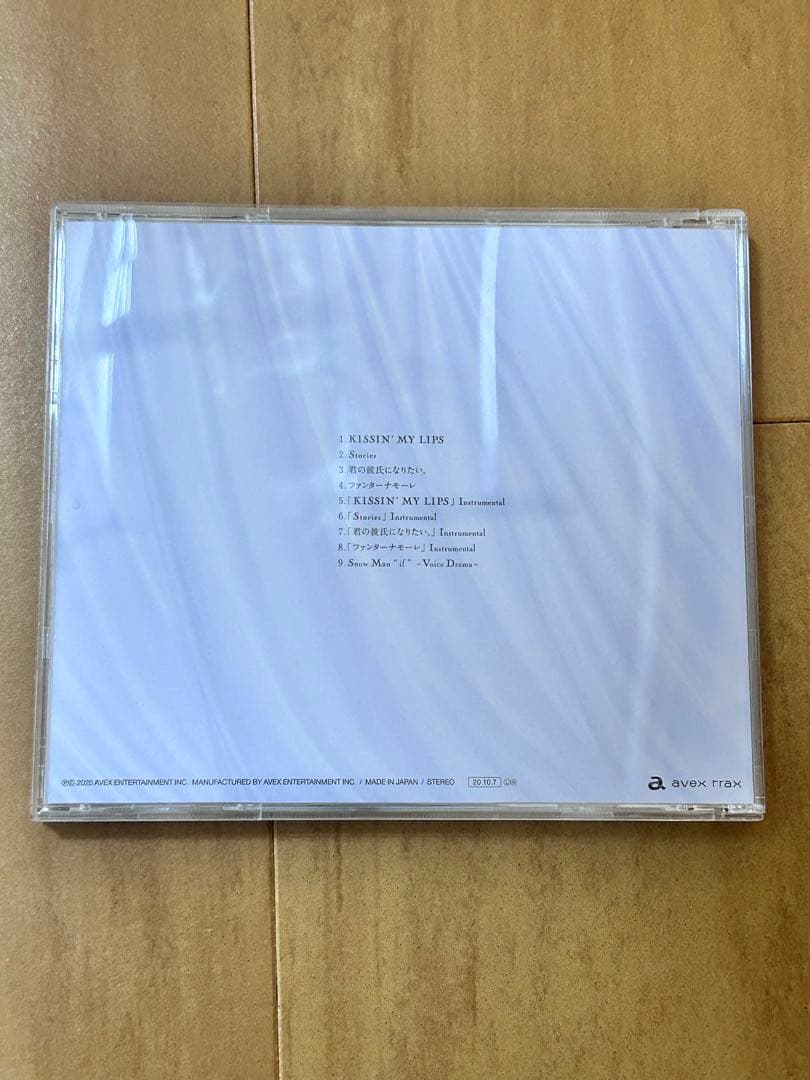 1. KISSIN' MY LIPS
2. Stories
3. 君の彼氏になりたい。
4. ファンターナモーレ
5.「KISSIN' MY LIPS」Instrumental
6.「Stories」Instrumental
7.「君の彼氏になりたい。」Instrumental
8.「ファンターナモーレ」Instrumental
9. Snow Man "if" ~Voice Drama~
℗© 2020 AVEX ENTERTAINMENT INC. MANUFACTURED BY AVEX ENTERTAINMENT INC. / MADE IN JAPAN / STEREO 20.10.7 ⓁⓍ
a avex trax